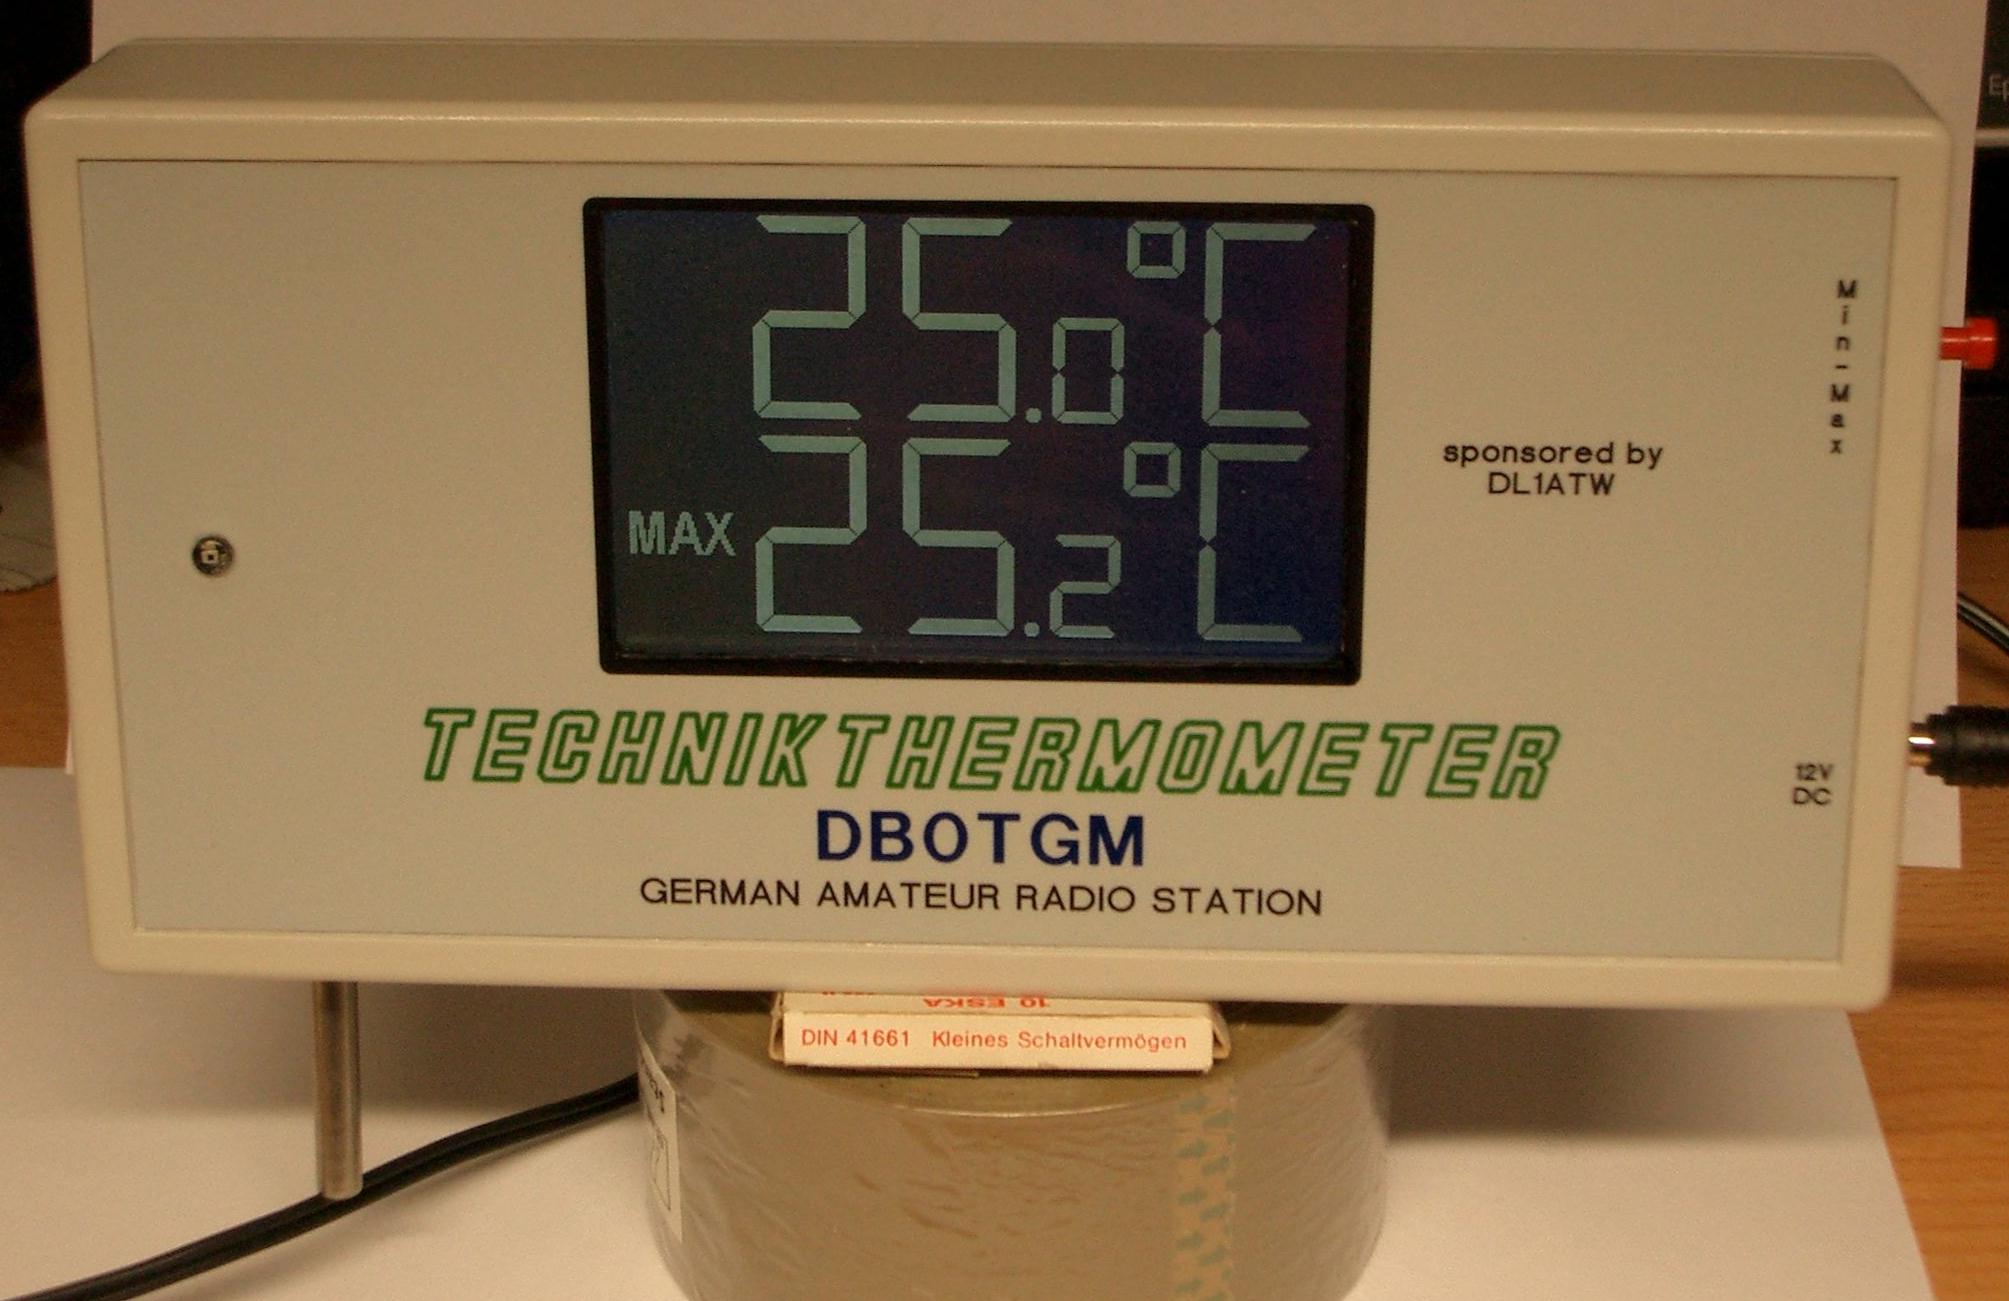 25.0 °C
MAX 25.2 °C
Min-Max
sponsored by
DL1ATW
TECHNIKTHERMOMETER
12V
DC
DB0TGM
GERMAN AMATEUR RADIO STATION
10 ESKA
DIN 41661 Kleines Schaltvermögen
Ep